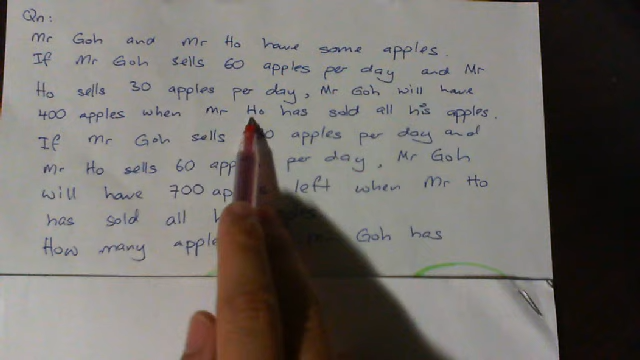 Qn:
Mr Goh and Mr Ho have some apples.
If Mr Goh sells 60 apples per day and Mr
Ho sells 30 apples per day, Mr Goh will have
400 apples when Mr Ho has sold all his apples.
If Mr Goh sells apples per day and
Mr Ho sells 60 per day, Mr Goh
will have 700 left when Mr Ho
has sold all
How many Goh has